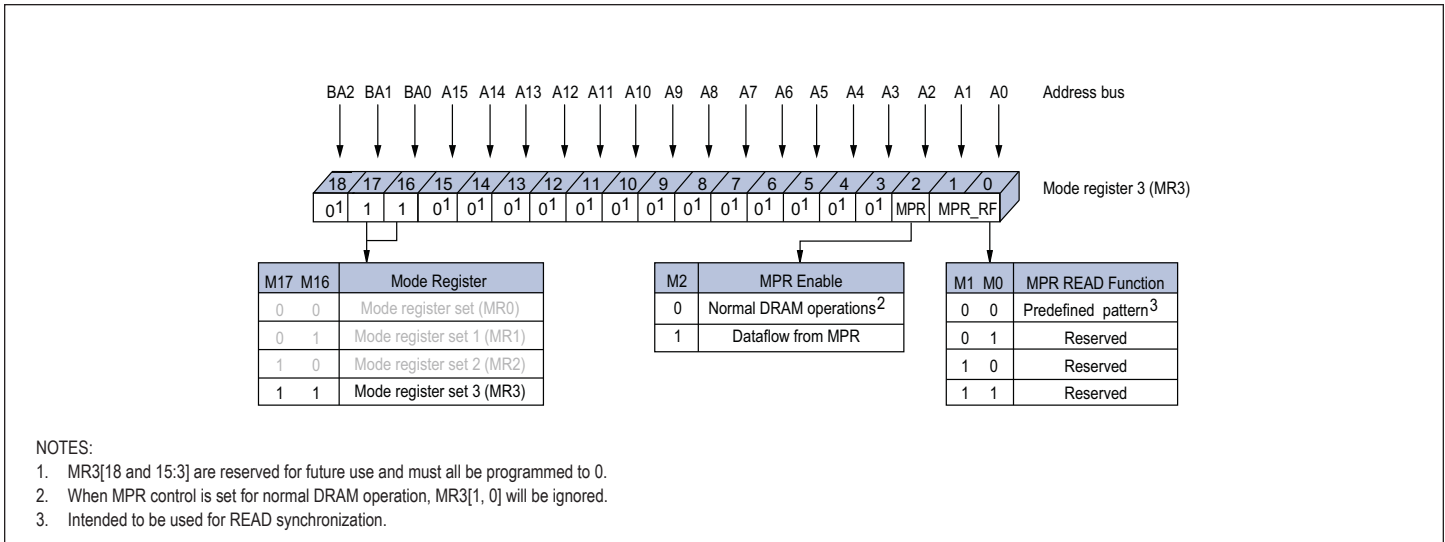 BA2 BA1 BA0 A15 A14 A13 A12 A11 A10 A9 A8 A7 A6 A5 A4 A3 A2 A1 A0 Address bus
18 17 16 15 14 13 12 11 10 9 8 7 6 5 4 3 2 1 0
Mode register 3 (MR3)
0¹ 1 1 0¹ 0¹ 0¹ 0¹ 0¹ 0¹ 0¹ 0¹ 0¹ 0¹ 0¹ 0¹ 0¹ MPR MPR_RF
M17 M16 Mode Register
0 0 Mode register set (MR0)
0 1 Mode register set 1 (MR1)
1 0 Mode register set 2 (MR2)
1 1 Mode register set 3 (MR3)
M2 MPR Enable
0 Normal DRAM operations²
1 Dataflow from MPR
M1 M0 MPR READ Function
0 0 Predefined pattern³
0 1 Reserved
1 0 Reserved
1 1 Reserved
NOTES:
1. MR3[18 and 15:3] are reserved for future use and must all be programmed to 0.
2. When MPR control is set for normal DRAM operation, MR3[1, 0] will be ignored.
3. Intended to be used for READ synchronization.